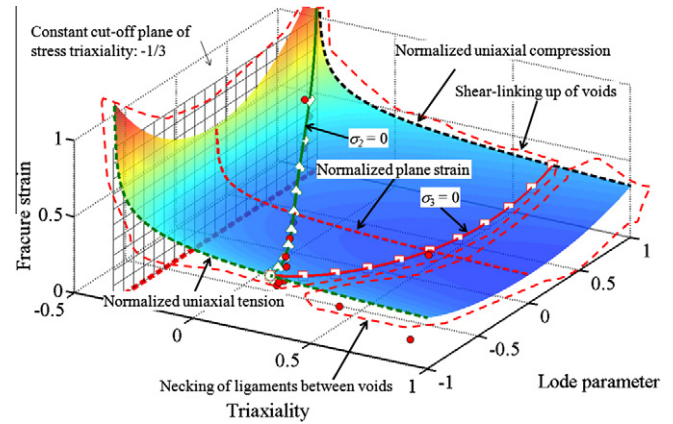 Constant cut-off plane of
stress triaxiality: -1/3
Normalized uniaxial compression
Shear-linking up of voids
σ2 = 0
Normalized plane strain
σ3 = 0
Fracure strain
1
0.5
0
-0.5
0
0.5
1
-1
-0.5
0
0.5
1
Normalized uniaxial tension
Necking of ligaments between voids
Triaxiality
Lode parameter